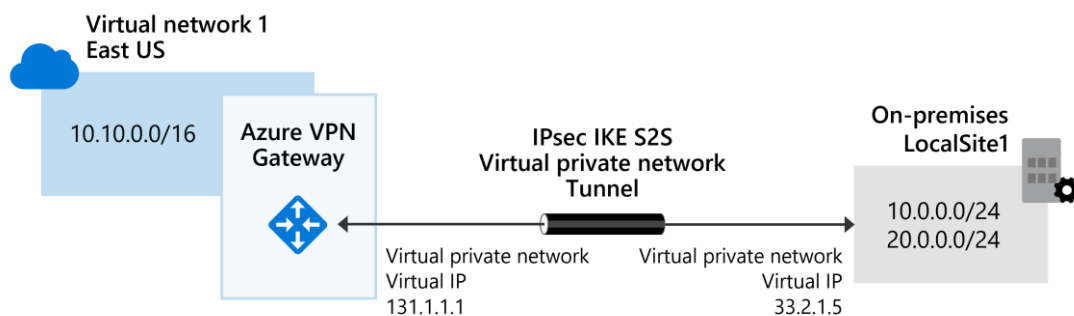 Virtual network 1
East US
10.10.0.0/16
Azure VPN
Gateway
IPsec IKE S2S
Virtual private network
Tunnel
On-premises
LocalSite1
10.0.0.0/24
20.0.0.0/24
Virtual private network
Virtual IP
131.1.1.1
Virtual private network
Virtual IP
33.2.1.5